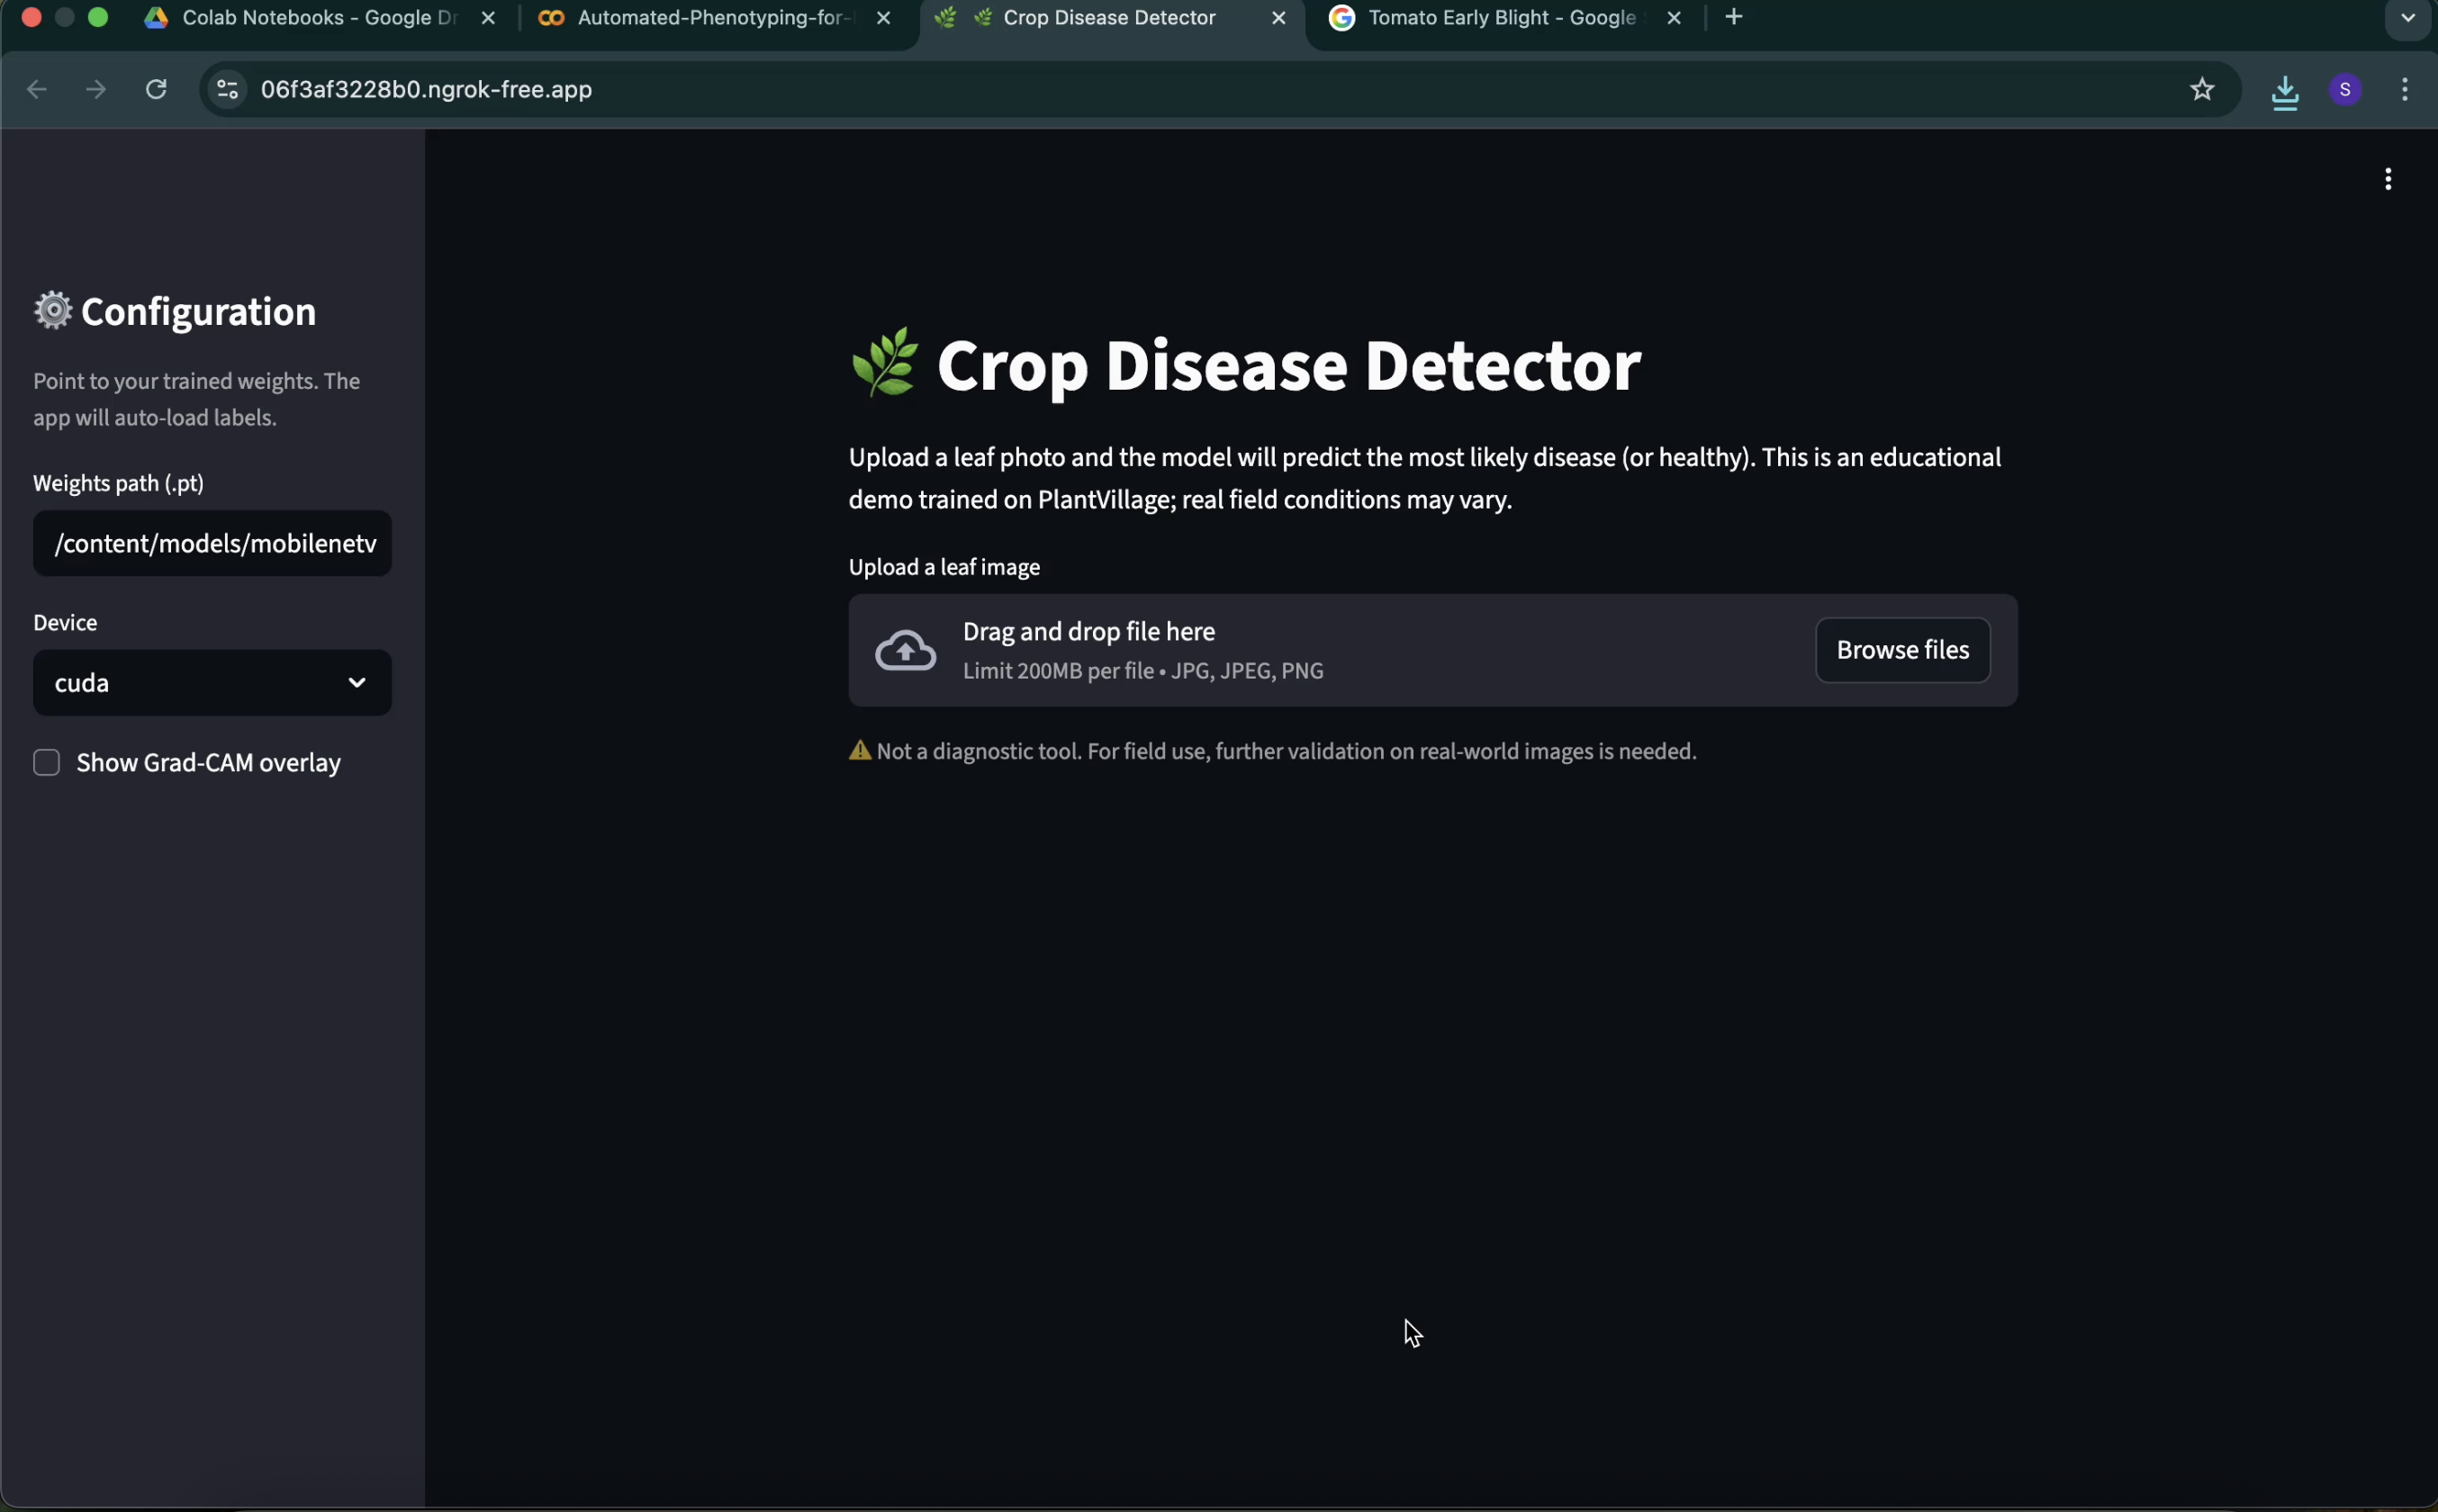 Colab Notebooks - Google Dr
Automated-Phenotyping-for-
Crop Disease Detector
Tomato Early Blight - Google
06f3af3228b0.ngrok-free.app
S
Configuration
Point to your trained weights. The
app will auto-load labels.
Weights path (.pt)
/content/models/mobilenetv
Device
cuda
Show Grad-CAM overlay
Crop Disease Detector
Upload a leaf photo and the model will predict the most likely disease (or healthy). This is an educational
demo trained on PlantVillage; real field conditions may vary.
Upload a leaf image
Drag and drop file here
Limit 200MB per file • JPG, JPEG, PNG
Browse files
Not a diagnostic tool. For field use, further validation on real-world images is needed.